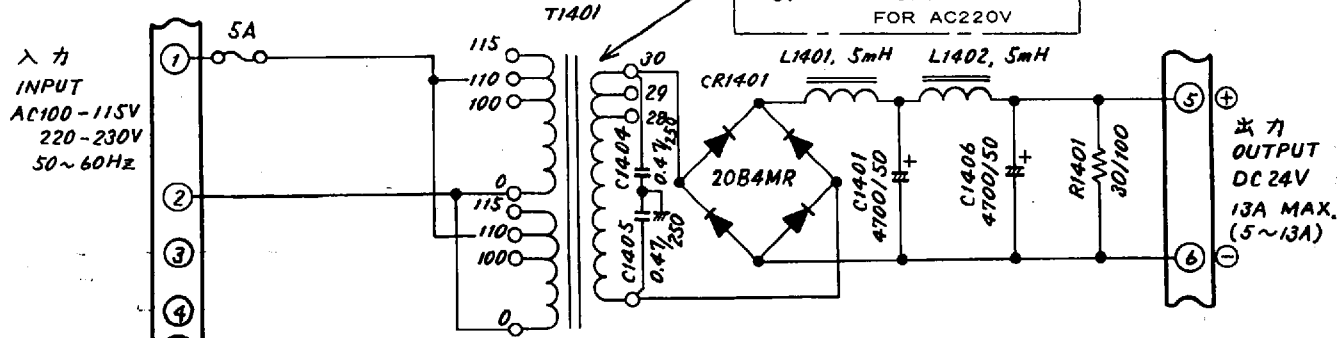 T1401
FOR AC220V
入力
INPUT
AC100-115V
220-230V
50~60Hz
1
5A
2
3
4
115
110
100
0
115
110
100
0
30
29
28
C1404
0.47/250
C1405
0.47/250
CR1401
20B4MR
L1401, 5mH
L1402, 5mH
C1401
4700/50
+
C1406
4700/50
+
R1401
30/100
5 +
6 −
出力
OUTPUT
DC 24V
13A MAX.
(5~13A)